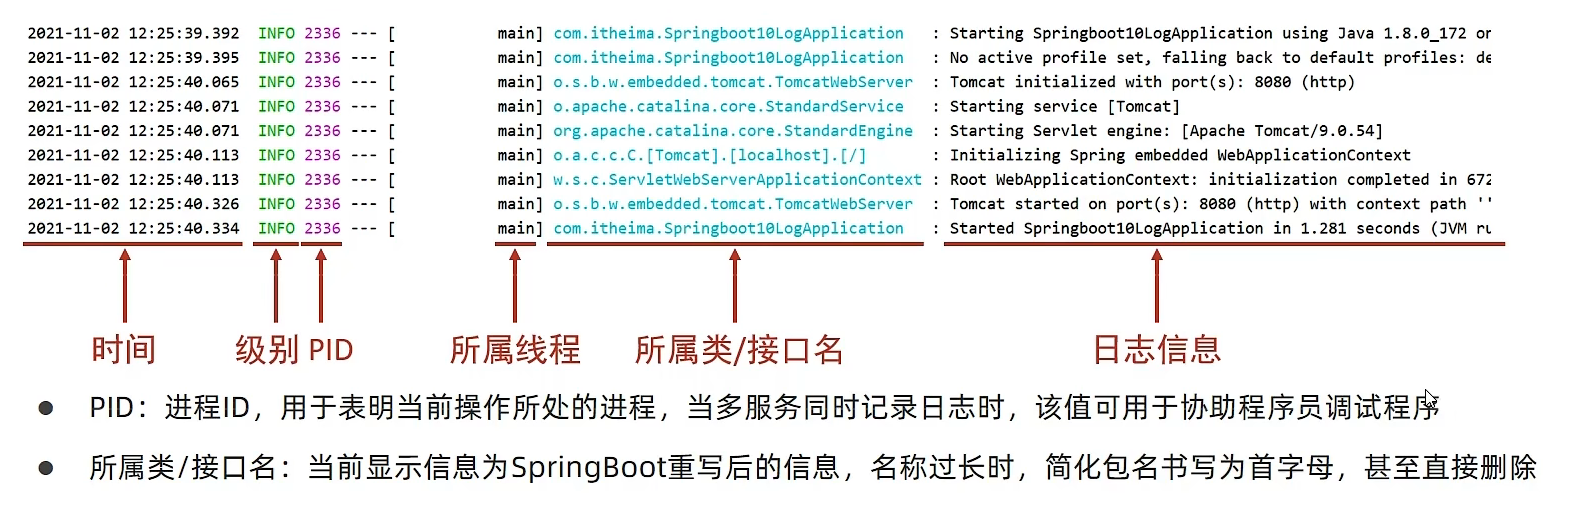 2021-11-02 12:25:39.392  INFO 2336 --- [           main] com.itheima.Springboot10LogApplication   : Starting Springboot10LogApplication using Java 1.8.0_172 on
2021-11-02 12:25:39.395  INFO 2336 --- [           main] com.itheima.Springboot10LogApplication   : No active profile set, falling back to default profiles: de
2021-11-02 12:25:40.065  INFO 2336 --- [           main] o.s.b.w.embedded.tomcat.TomcatWebServer  : Tomcat initialized with port(s): 8080 (http)
2021-11-02 12:25:40.071  INFO 2336 --- [           main] o.apache.catalina.core.StandardService   : Starting service [Tomcat]
2021-11-02 12:25:40.071  INFO 2336 --- [           main] org.apache.catalina.core.StandardEngine  : Starting Servlet engine: [Apache Tomcat/9.0.54]
2021-11-02 12:25:40.113  INFO 2336 --- [           main] o.a.c.c.C.[Tomcat].[localhost].[/]       : Initializing Spring embedded WebApplicationContext
2021-11-02 12:25:40.113  INFO 2336 --- [           main] w.s.c.ServletWebServerApplicationContext : Root WebApplicationContext: initialization completed in 672
2021-11-02 12:25:40.326  INFO 2336 --- [           main] o.s.b.w.embedded.tomcat.TomcatWebServer  : Tomcat started on port(s): 8080 (http) with context path ''
2021-11-02 12:25:40.334  INFO 2336 --- [           main] com.itheima.Springboot10LogApplication   : Started Springboot10LogApplication in 1.281 seconds (JVM ru
时间 级别 PID 所属线程 所属类/接口名 日志信息
● PID：进程ID，用于表明当前操作所处的进程，当多服务同时记录日志时，该值可用于协助程序员调试程序
● 所属类/接口名：当前显示信息为SpringBoot重写后的信息，名称过长时，简化包名书写为首字母，甚至直接删除